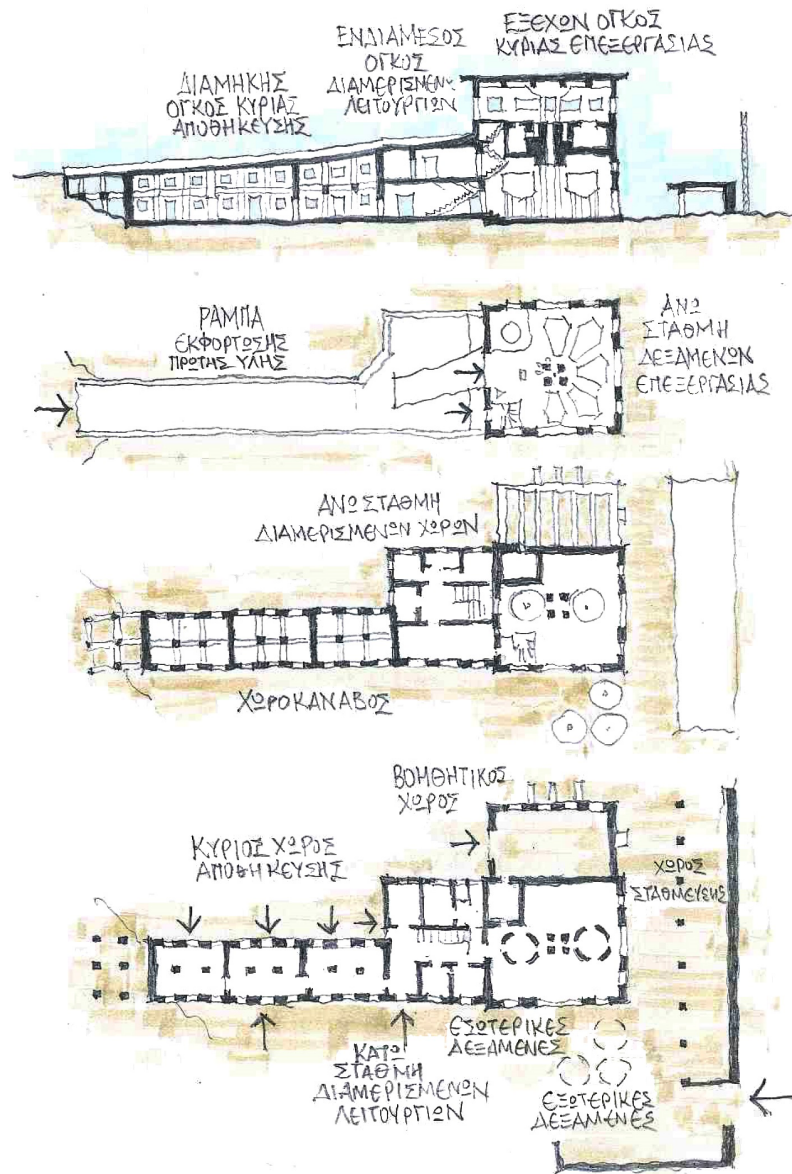 ΔΙΑΜΗΚΗΣ
ΟΓΚΟΣ ΚΥΡΙΑΣ
ΑΠΟΘΗΚΕΥΣΗΣ
ΕΝΔΙΑΜΕΣΟΣ
ΟΓΚΟΣ
ΔΙΑΜΕΡΙΣΜΕΝΩΝ
ΛΕΙΤΟΥΡΓΙΩΝ
ΕΞΕΧΩΝ ΟΓΚΟΣ
ΚΥΡΙΑΣ ΕΠΕΞΕΡΓΑΣΙΑΣ
ΡΑΜΠΑ
ΕΚΦΟΡΤΩΣΗΣ
ΠΡΩΤΗΣ ΥΛΗΣ
ΑΝΩ
ΣΤΑΘΜΗ
ΔΕΞΑΜΕΝΩΝ
ΕΠΕΞΕΡΓΑΣΙΑΣ
ΑΝΩ ΣΤΑΘΜΗ
ΔΙΑΜΕΡΙΣΜΕΝΩΝ ΧΩΡΩΝ
ΧΩΡΟΚΑΝΑΒΟΣ
ΒΟΗΘΗΤΙΚΟΣ
ΧΩΡΟΣ
ΚΥΡΙΟΣ ΧΩΡΟΣ
ΑΠΟΘΗΚΕΥΣΗΣ
ΧΩΡΟΣ
ΣΤΑΘΜΕΥΣΗΣ
ΚΑΤΩ
ΣΤΑΘΜΗ
ΔΙΑΜΕΡΙΣΜΕΝΩΝ
ΛΕΙΤΟΥΡΓΙΩΝ
ΕΣΩΤΕΡΙΚΕΣ
ΔΕΞΑΜΕΝΕΣ
ΕΞΩΤΕΡΙΚΕΣ
ΔΕΞΑΜΕΝΕΣ